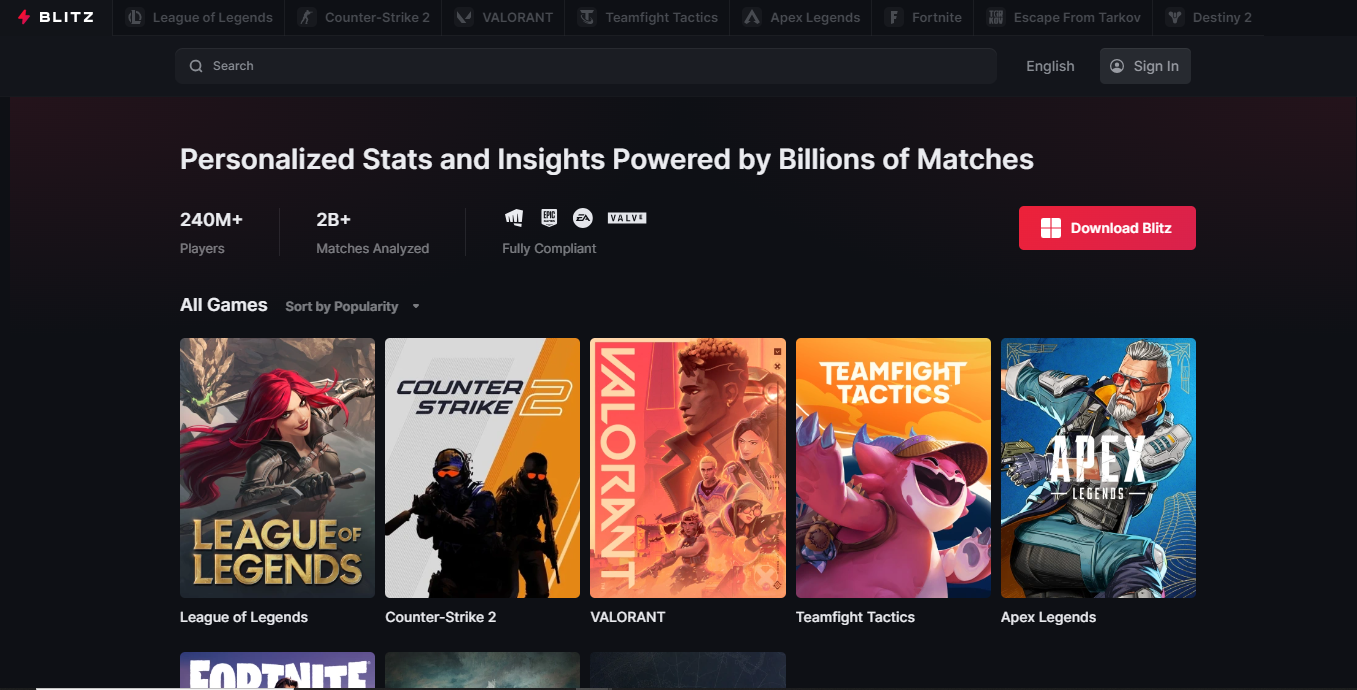 BLITZ League of Legends Counter-Strike 2 VALORANT Teamfight Tactics Apex Legends Fortnite Escape From Tarkov Destiny 2
Search English Sign In
Personalized Stats and Insights Powered by Billions of Matches
240M+ 2B+ EPIC GAMES EA VALVE
Players Matches Analyzed Fully Compliant
Download Blitz
All Games Sort by Popularity
LEAGUE OF
LEGENDS
COUNTER
STRIKE 2
VALORANT
TEAMFIGHT
TACTICS
APEX
LEGENDS
League of Legends Counter-Strike 2 VALORANT Teamfight Tactics Apex Legends
FORTNITE